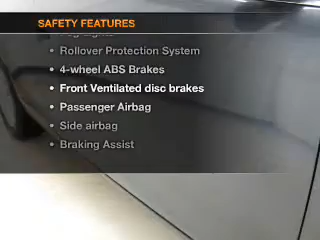 SAFETY FEATURES
• Rollover Protection System
• 4-wheel ABS Brakes
• Front Ventilated disc brakes
• Passenger Airbag
• Side airbag
• Braking Assist